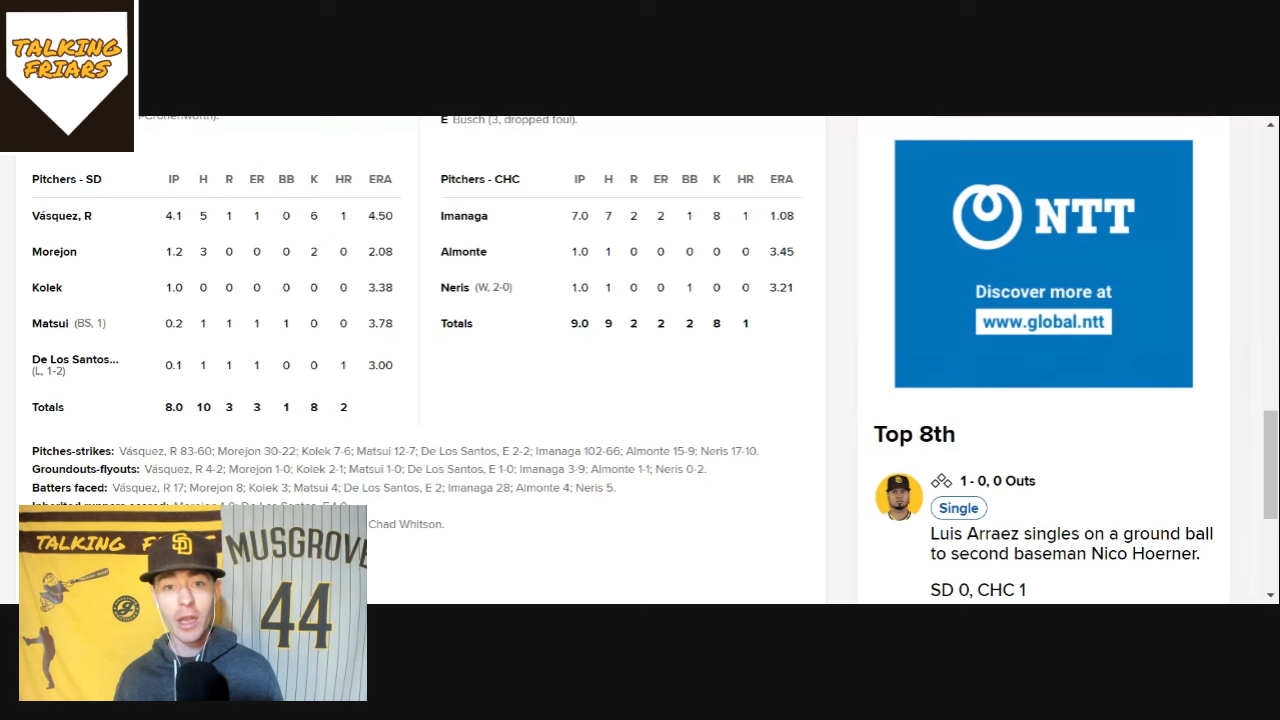 TALKING
FRIARS
E Busch (3, dropped foul).
Pitchers - SD IP H R ER BB K HR ERA
Vásquez, R 4.1 5 1 1 0 6 1 4.50
Morejon 1.2 3 0 0 0 2 0 2.08
Kolek 1.0 0 0 0 0 0 0 3.38
Matsui (BS, 1) 0.2 1 1 1 1 0 0 3.78
De Los Santos...
(L, 1-2) 0.1 1 1 1 0 0 1 3.00
Totals 8.0 10 3 3 1 8 2
Pitchers - CHC IP H R ER BB K HR ERA
Imanaga 7.0 7 2 2 1 8 1 1.08
Almonte 1.0 1 0 0 0 0 0 3.45
Neris (W, 2-0) 1.0 1 0 0 1 0 0 3.21
Totals 9.0 9 2 2 2 8 1
Pitches-strikes: Vásquez, R 83-60; Morejon 30-22; Kolek 7-6; Matsui 12-7; De Los Santos, E 2-2; Imanaga 102-66; Almonte 15-9; Neris 17-10.
Groundouts-flyouts: Vásquez, R 4-2; Morejon 1-0; Kolek 2-1; Matsui 1-0; De Los Santos, E 1-0; Imanaga 3-9; Almonte 1-1; Neris 0-2.
Batters faced: Vásquez, R 17; Morejon 8; Kolek 3; Matsui 4; De Los Santos, E 2; Imanaga 28; Almonte 4; Neris 5.
Chad Whitson.
NTT
Discover more at
www.global.ntt
Top 8th
1 - 0, 0 Outs
Single
Luis Arraez singles on a ground ball
to second baseman Nico Hoerner.
SD 0, CHC 1
TALKING
SD
MUSGROVE
44